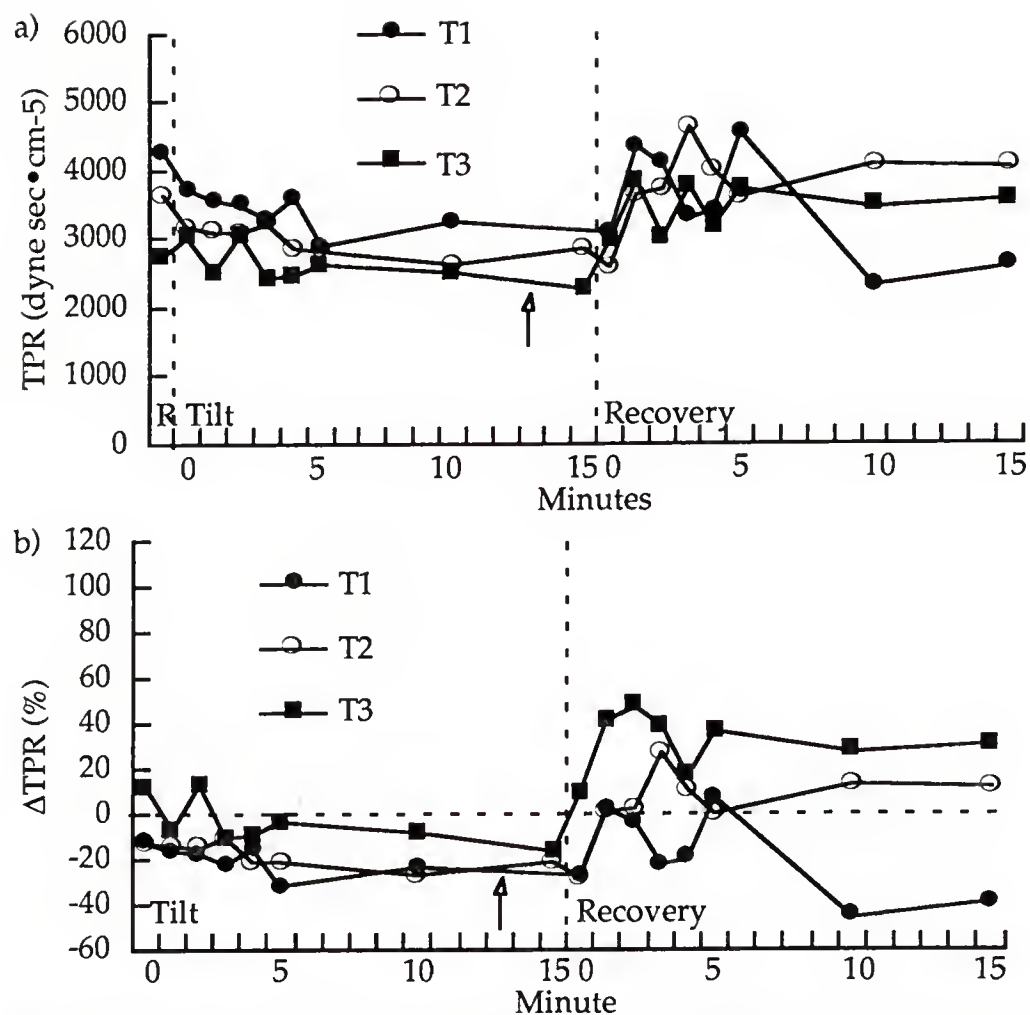 a)
TPR (dyne sec•cm-5)
6000
5000
4000
3000
2000
1000
0
T1
T2
T3
R Tilt
Recovery
0 5 10 15 0 5 10 15
Minutes
b)
ΔTPR (%)
120
100
80
60
40
20
0
-20
-40
-60
T1
T2
T3
Tilt
Recovery
0 5 10 15 0 5 10 15
Minute